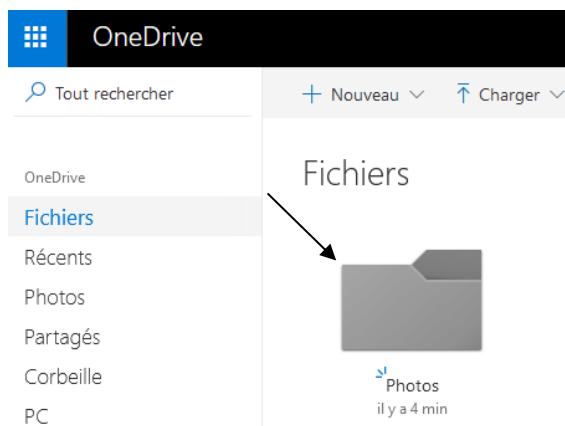 OneDrive
Tout rechercher
Nouveau
Charger
OneDrive
Fichiers
Récents
Photos
Partagés
Corbeille
PC
Fichiers
Photos
il y a 4 min